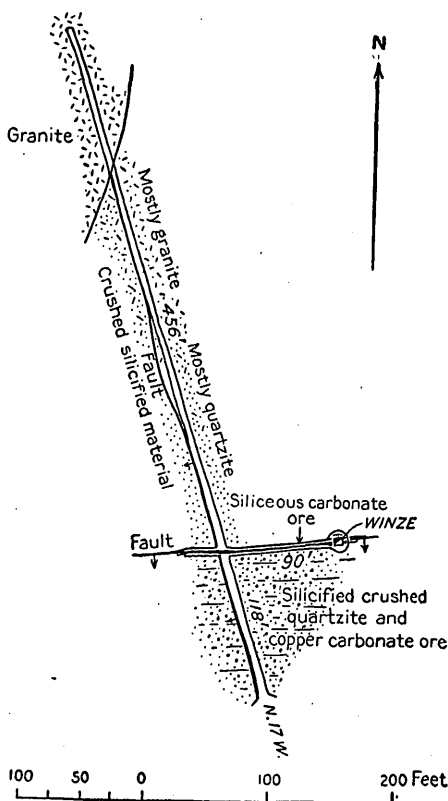 N
Granite
Mostly granite
456'
Mostly quartzite
Fault
Crushed silicified material
Siliceous carbonate
ore
WINZE
Fault
90'
Silicified crushed
quartzite and
copper carbonate ore
118'
N.17W.
100 50 0 100 200 Feet